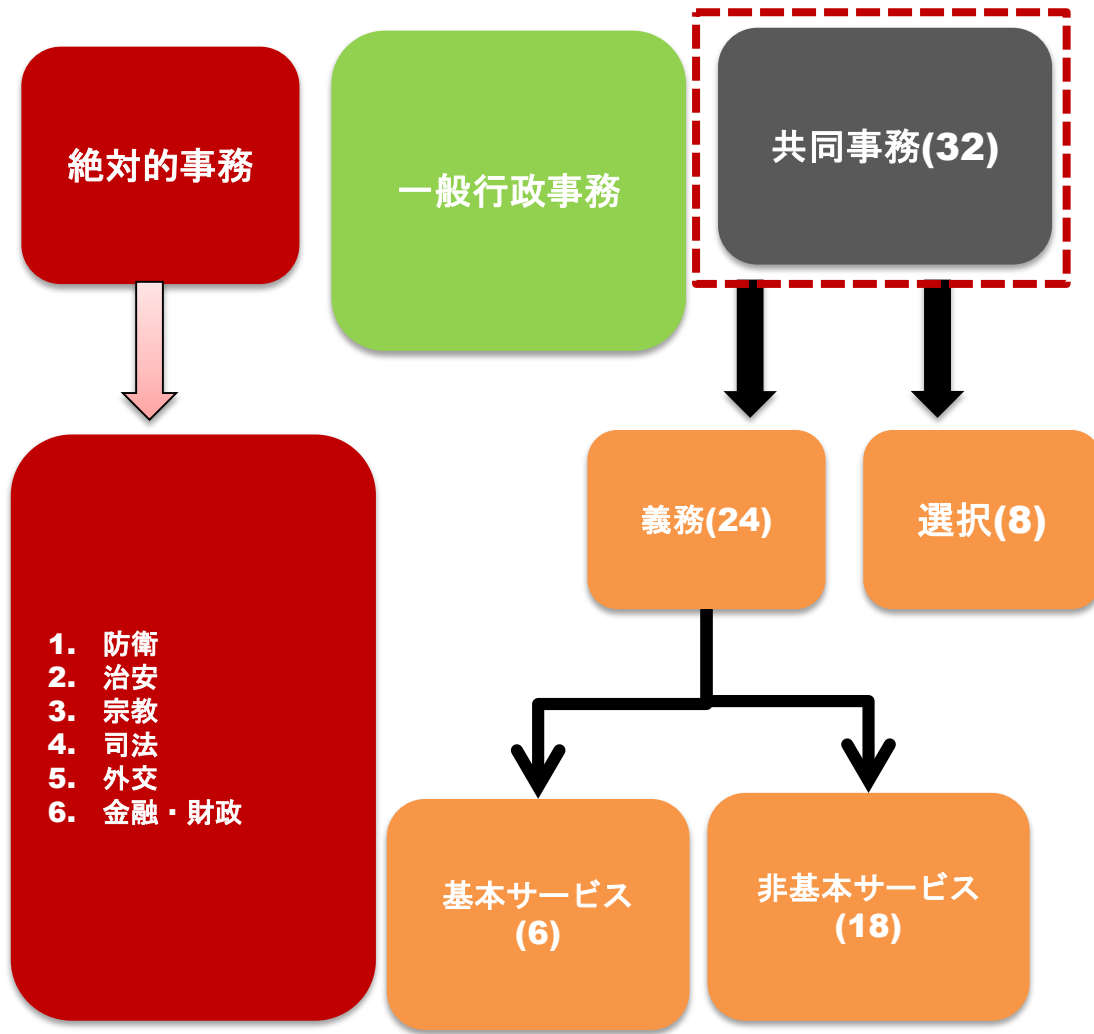 絶対的事務
一般行政事務
共同事務(32)
義務(24)
選択(8)
1. 防衛
2. 治安
3. 宗教
4. 司法
5. 外交
6. 金融・財政
基本サービス
(6)
非基本サービス
(18)